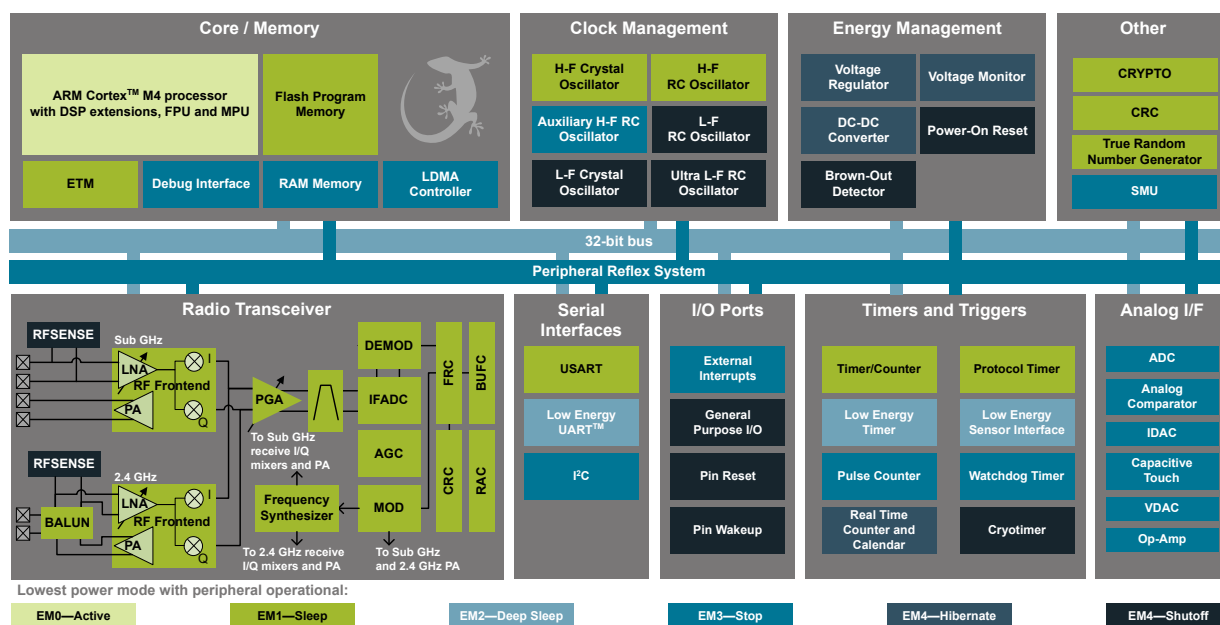 Core / Memory
ARM Cortex™ M4 processor
with DSP extensions, FPU and MPU
Flash Program
Memory
ETM
Debug Interface
RAM Memory
LDMA
Controller
Clock Management
H-F Crystal
Oscillator
H-F
RC Oscillator
Auxiliary H-F RC
Oscillator
L-F
RC Oscillator
L-F Crystal
Oscillator
Ultra L-F RC
Oscillator
Energy Management
Voltage
Regulator
Voltage Monitor
DC-DC
Converter
Power-On Reset
Brown-Out
Detector
Other
CRYPTO
CRC
True Random
Number Generator
SMU
32-bit bus
Peripheral Reflex System
Radio Transceiver
RFSENSE
Sub GHz
LNA
RF Frontend
PA
I
Q
PGA
To Sub GHz
receive I/Q
mixers and PA
RFSENSE
2.4 GHz
LNA
BALUN
RF Frontend
PA
I
Q
Frequency
Synthesizer
To 2.4 GHz receive
I/Q mixers and PA
DEMOD
IFADC
AGC
MOD
To Sub GHz
and 2.4 GHz PA
FRC
BUFC
CRC
RAC
Serial
Interfaces
USART
Low Energy
UART™
I²C
I/O Ports
External
Interrupts
General
Purpose I/O
Pin Reset
Pin Wakeup
Timers and Triggers
Timer/Counter
Protocol Timer
Low Energy
Timer
Low Energy
Sensor Interface
Pulse Counter
Watchdog Timer
Real Time
Counter and
Calendar
Cryotimer
Analog I/F
ADC
Analog
Comparator
IDAC
Capacitive
Touch
VDAC
Op-Amp
Lowest power mode with peripheral operational:
EM0—Active
EM1—Sleep
EM2—Deep Sleep
EM3—Stop
EM4—Hibernate
EM4—Shutoff